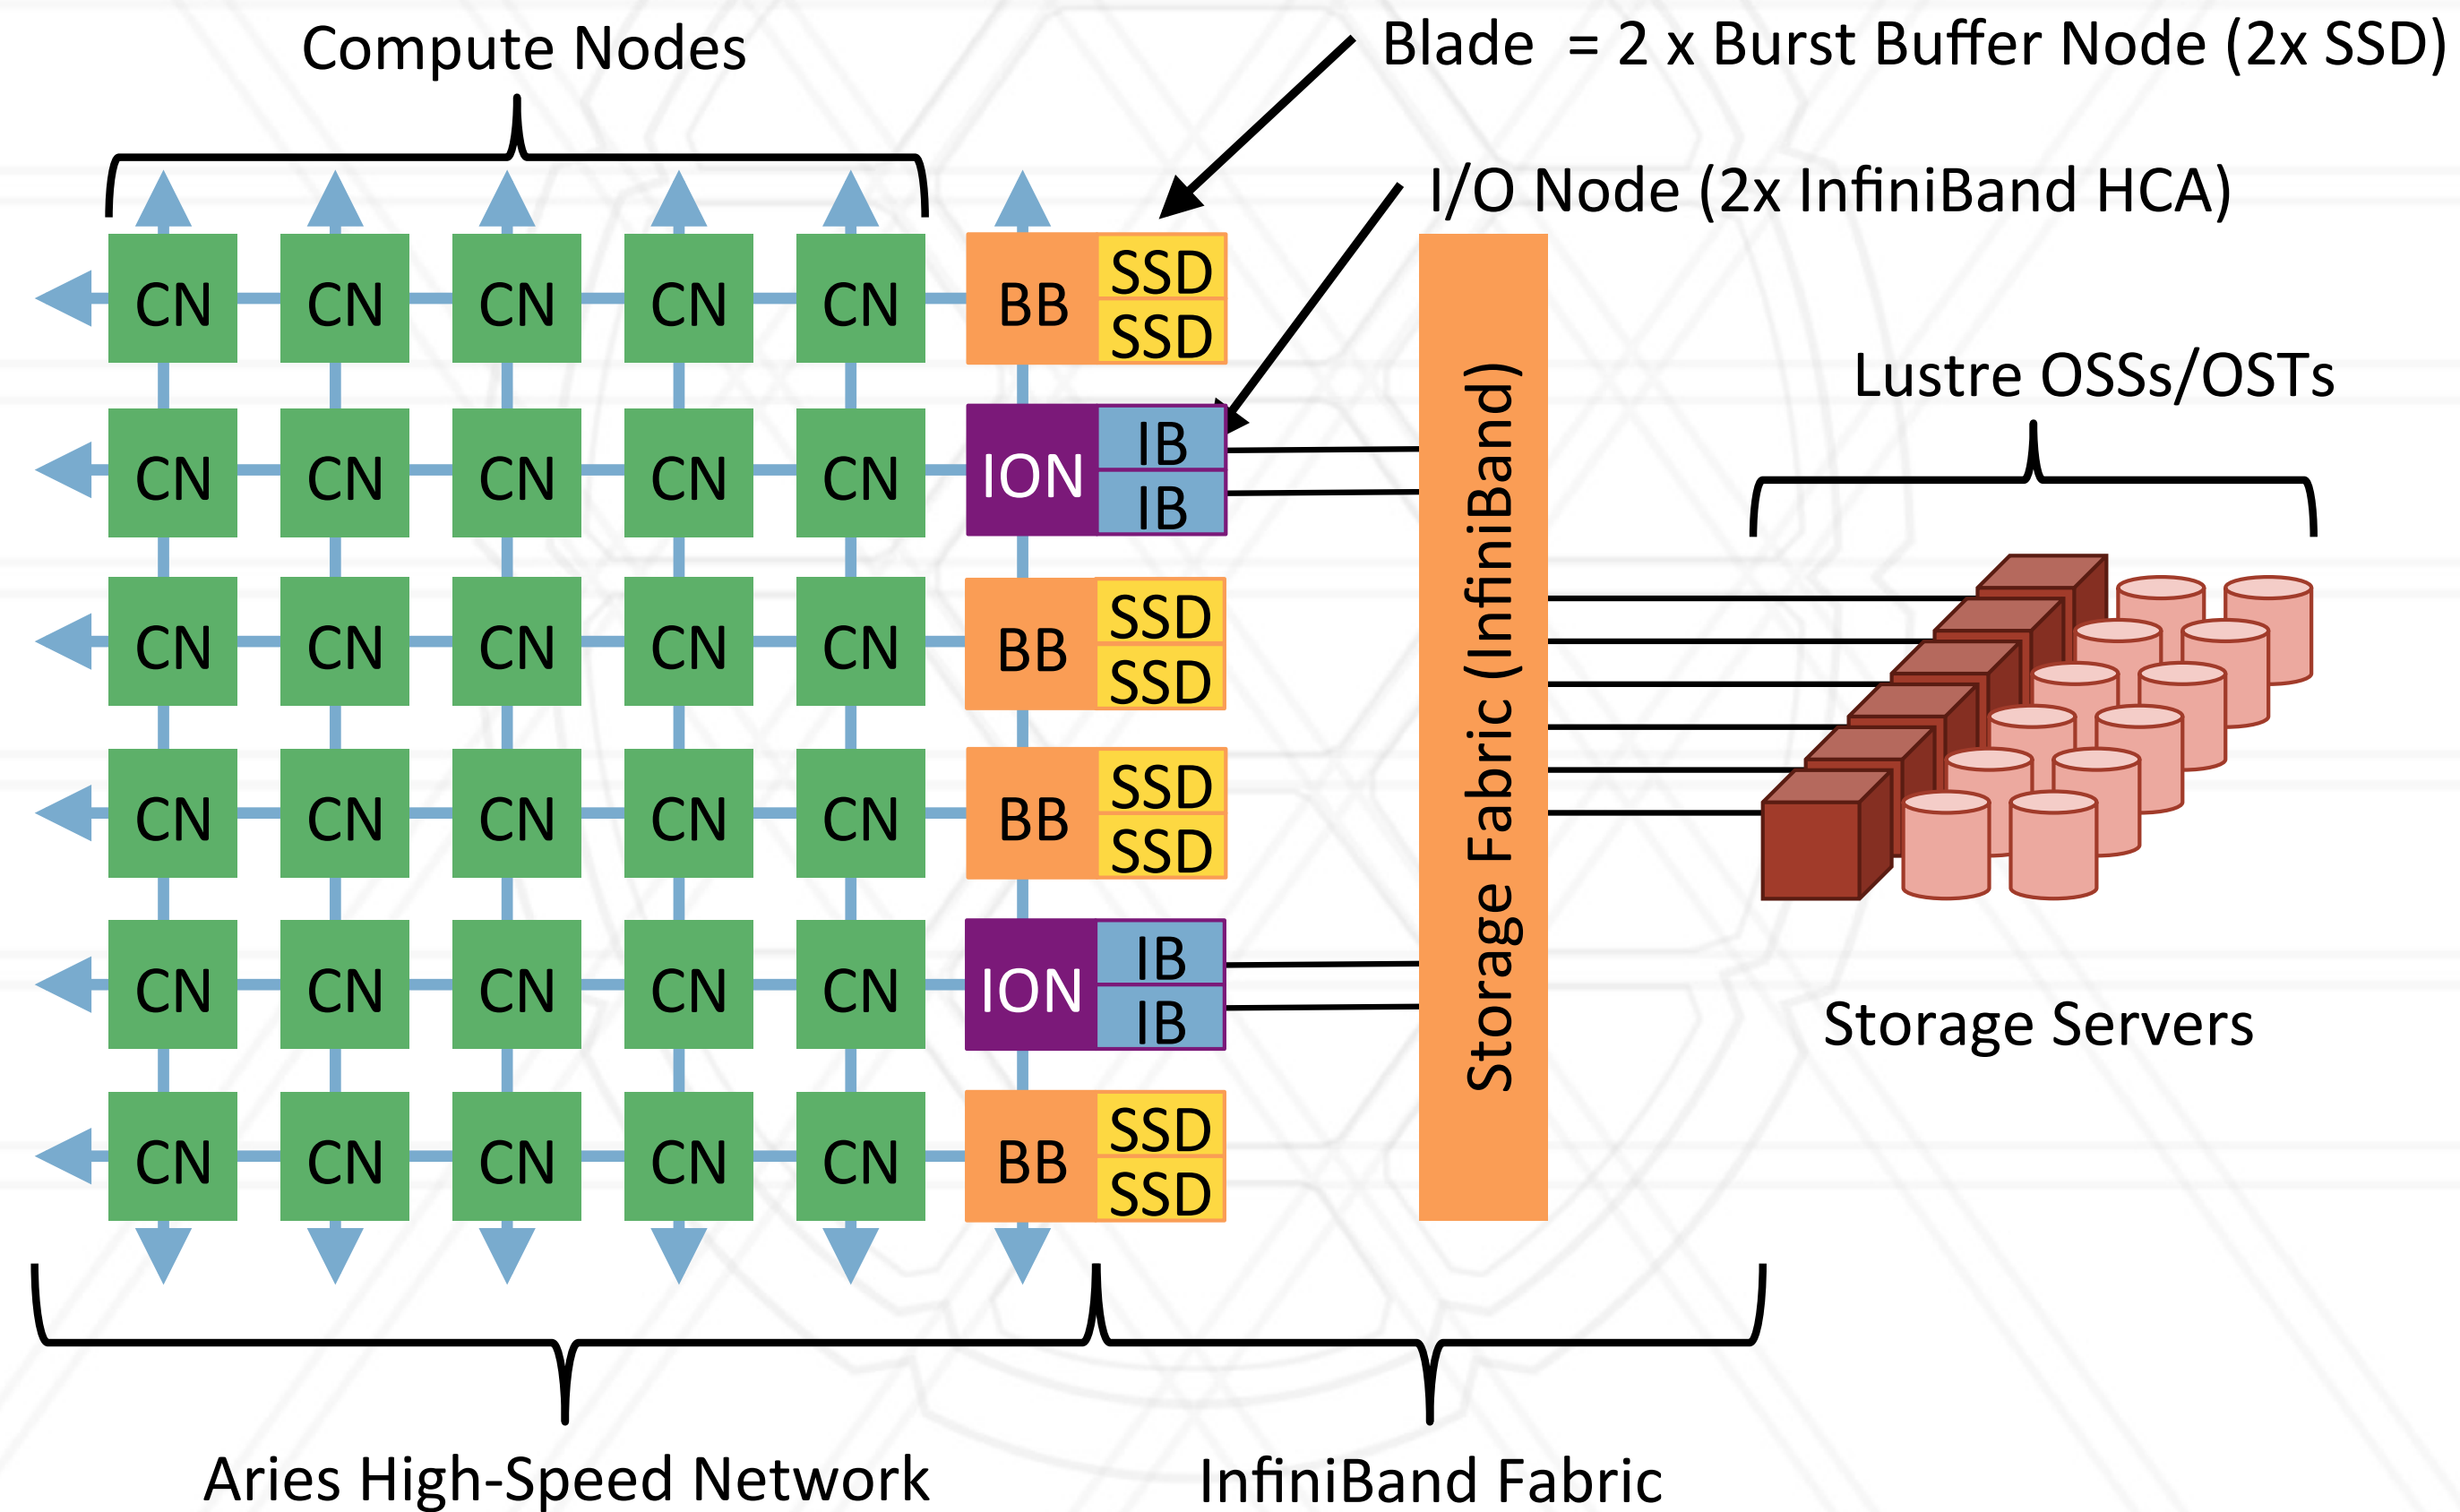 Compute Nodes
Blade = 2 x Burst Buffer Node (2x SSD)
I/O Node (2x InfiniBand HCA)
CN CN CN CN CN BB SSD
SSD
CN CN CN CN CN ION IB
IB
CN CN CN CN CN BB SSD
SSD
CN CN CN CN CN BB SSD
SSD
CN CN CN CN CN ION IB
IB
CN CN CN CN CN BB SSD
SSD
Storage Fabric (InfiniBand)
Lustre OSSs/OSTs
Storage Servers
Aries High-Speed Network
InfiniBand Fabric